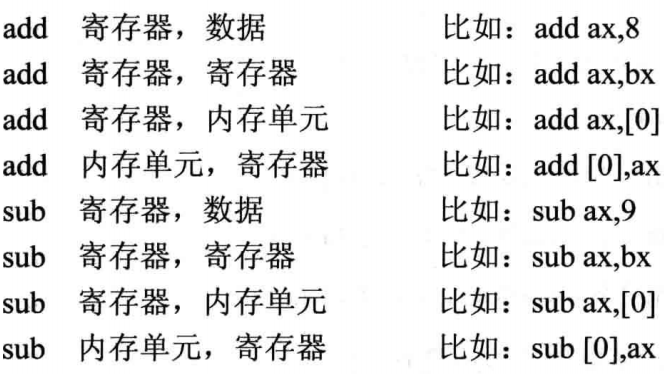 add 寄存器，数据 比如：add ax,8
add 寄存器，寄存器 比如：add ax,bx
add 寄存器，内存单元 比如：add ax,[0]
add 内存单元，寄存器 比如：add [0],ax
sub 寄存器，数据 比如：sub ax,9
sub 寄存器，寄存器 比如：sub ax,bx
sub 寄存器，内存单元 比如：sub ax,[0]
sub 内存单元，寄存器 比如：sub [0],ax